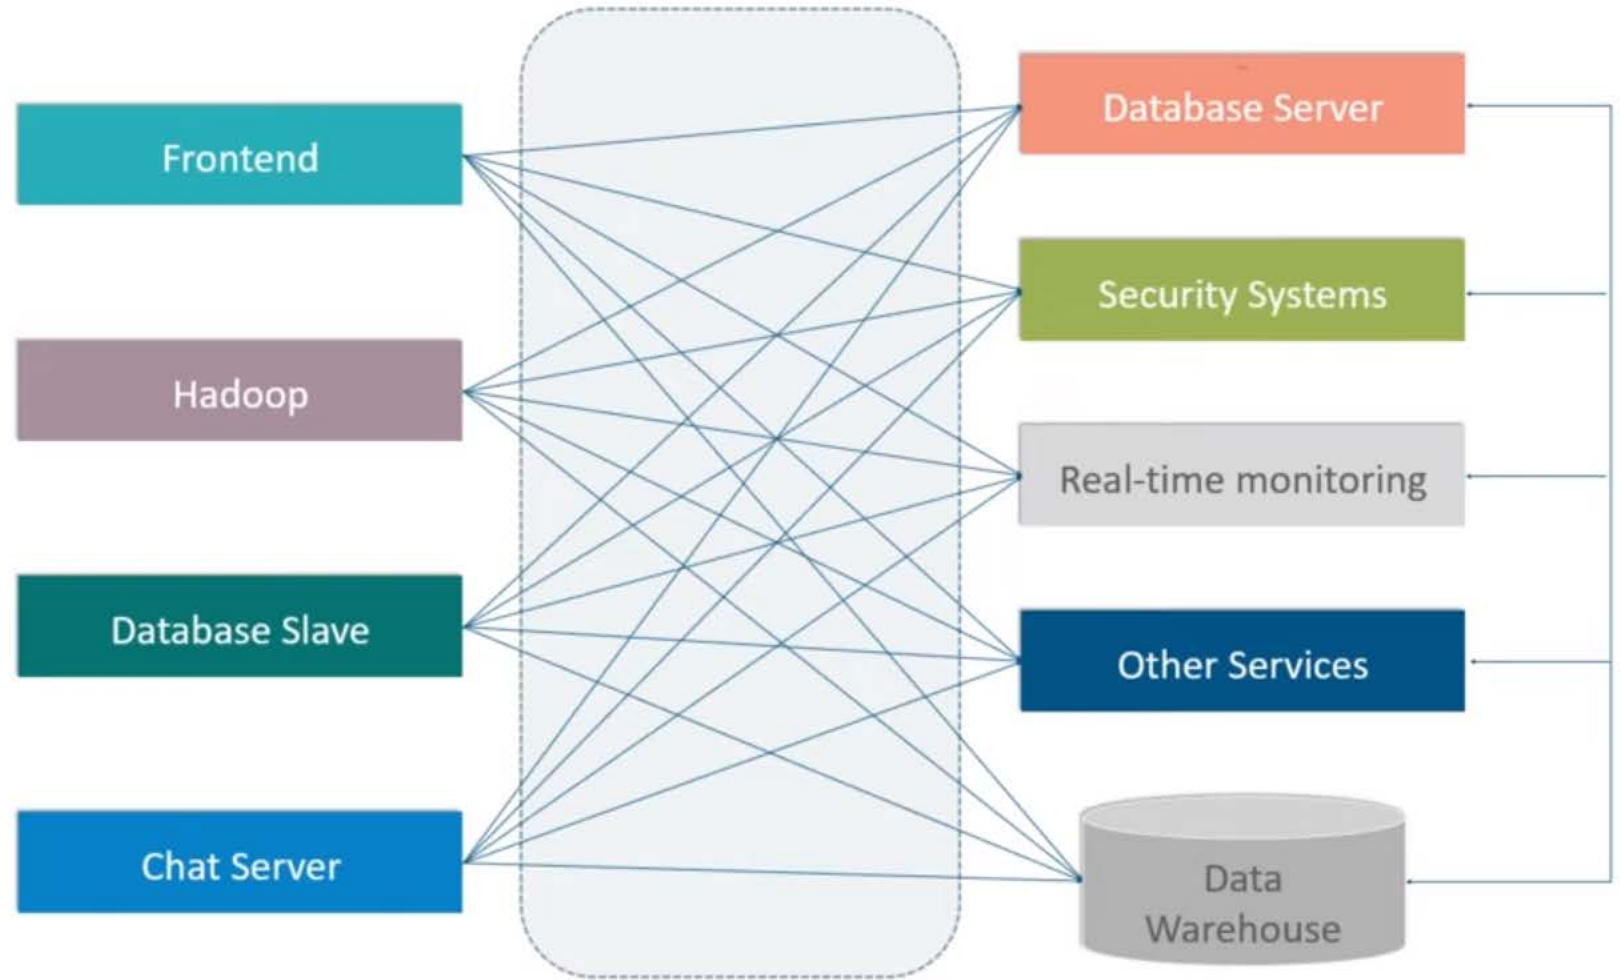 Frontend
Hadoop
Database Slave
Chat Server
Database Server
Security Systems
Real-time monitoring
Other Services
Data
Warehouse